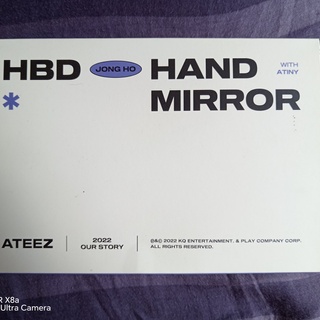 HBD JONG HO HAND WITH
* MIRROR ATINY
ATEEZ 2022 D&C 2022 KQ ENTERTAINMENT. & PLAY COMPANY CORP.
OUR STORY ALL RIGHTS RESERVED.
X8a
Ultra Camera